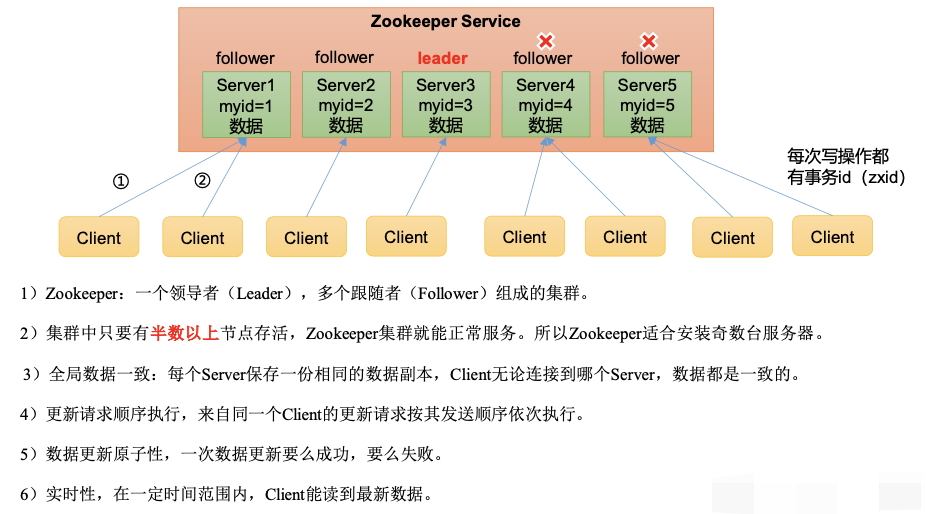 Zookeeper Service
follower follower leader follower follower
Server1 Server2 Server3 Server4 Server5
myid=1 myid=2 myid=3 myid=4 myid=5
数据 数据 数据 数据 数据
每次写操作都
有事务id（zxid）
① ②
Client Client Client Client Client Client Client Client
1）Zookeeper：一个领导者（Leader），多个跟随者（Follower）组成的集群。
2）集群中只要有半数以上节点存活，Zookeeper集群就能正常服务。所以Zookeeper适合安装奇数台服务器。
3）全局数据一致：每个Server保存一份相同的数据副本，Client无论连接到哪个Server，数据都是一致的。
4）更新请求顺序执行，来自同一个Client的更新请求按其发送顺序依次执行。
5）数据更新原子性，一次数据更新要么成功，要么失败。
6）实时性，在一定时间范围内，Client能读到最新数据。